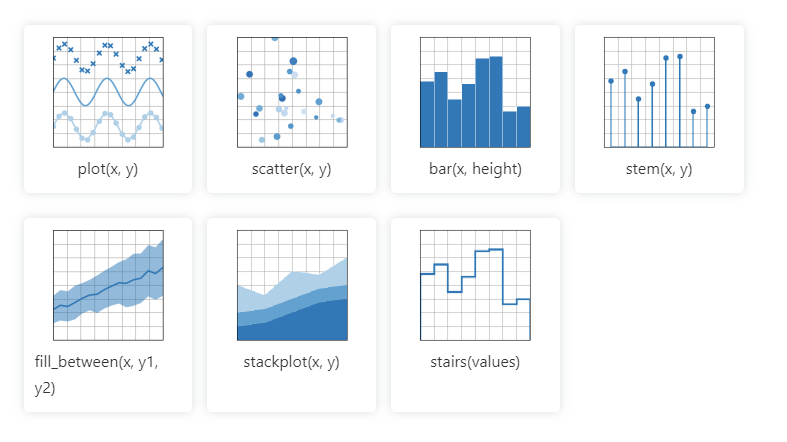 plot(x, y)
scatter(x, y)
bar(x, height)
stem(x, y)
fill_between(x, y1,
y2)
stackplot(x, y)
stairs(values)